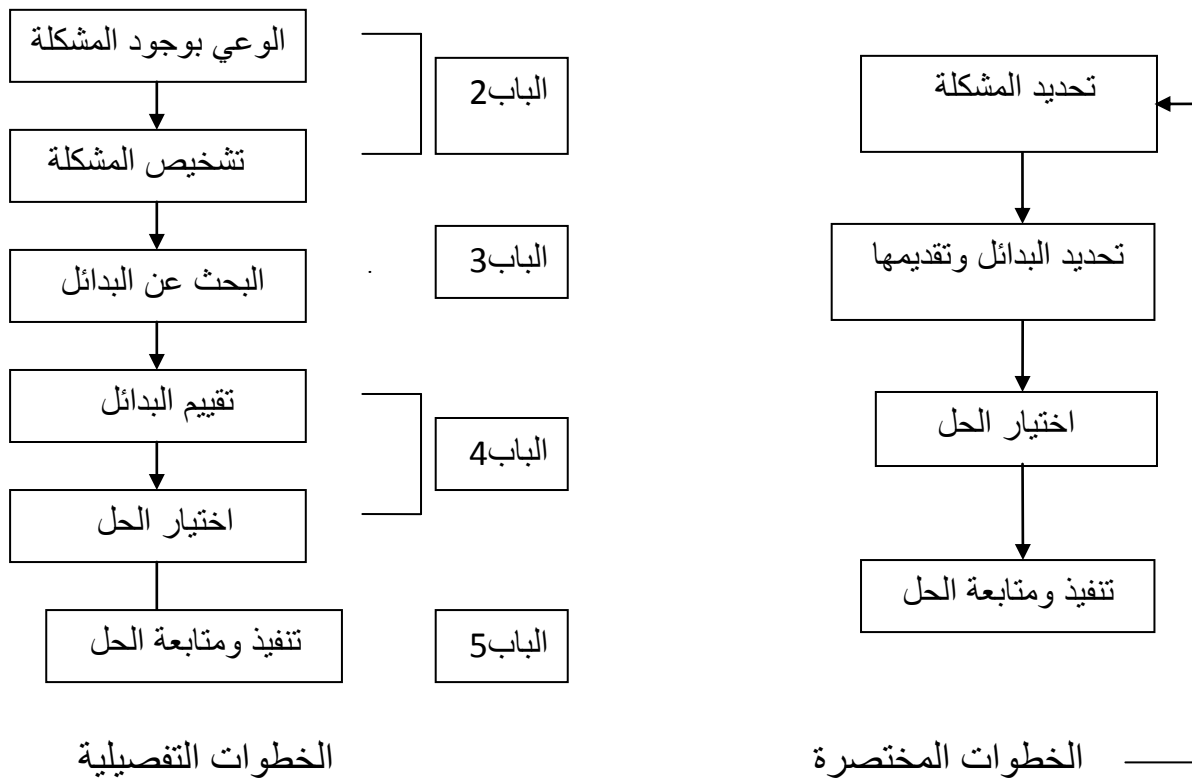 تحديد المشكلة
تحديد البدائل وتقديمها
اختيار الحل
تنفيذ ومتابعة الحل
الخطوات المختصرة
الباب2
الباب3
الباب4
الباب5
الوعي بوجود المشكلة
تشخيص المشكلة
البحث عن البدائل
تقييم البدائل
اختيار الحل
تنفيذ ومتابعة الحل
الخطوات التفصيلية